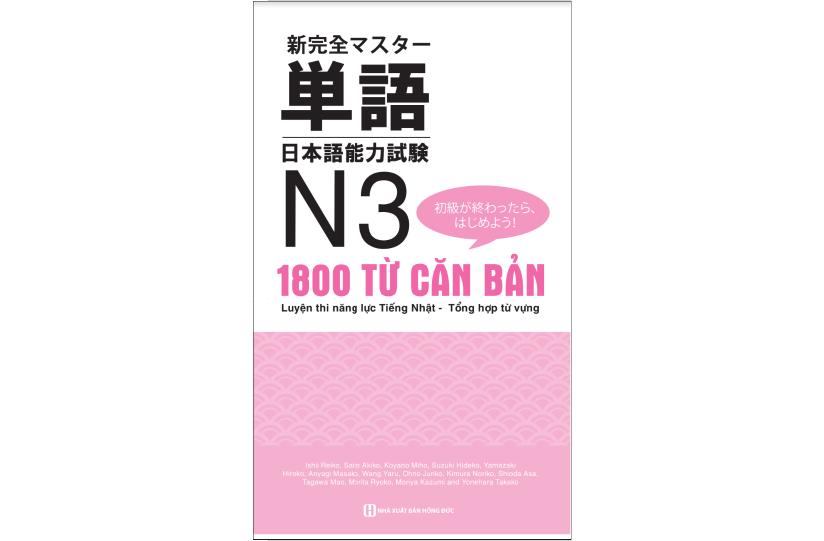 新完全マスター
単語
日本語能力試験
N3
初級が終わったら、
はじめよう!
1800 TỪ CĂN BẢN
Luyện thi năng lực Tiếng Nhật - Tổng hợp từ vựng
Ishii Reiko, Saro Akiko, Koyano Miho, Suzuki Hideko, Yamazaki
Hiroko, Aoyagi Masako, Wang Yaru, Ohno Junko, Kimura Noriko, Shioda Asa,
Tagawa Mao, Morita Ryoko, Moriya Kazumi and Yonehara Takako
NHÀ XUẤT BẢN HỒNG ĐỨC